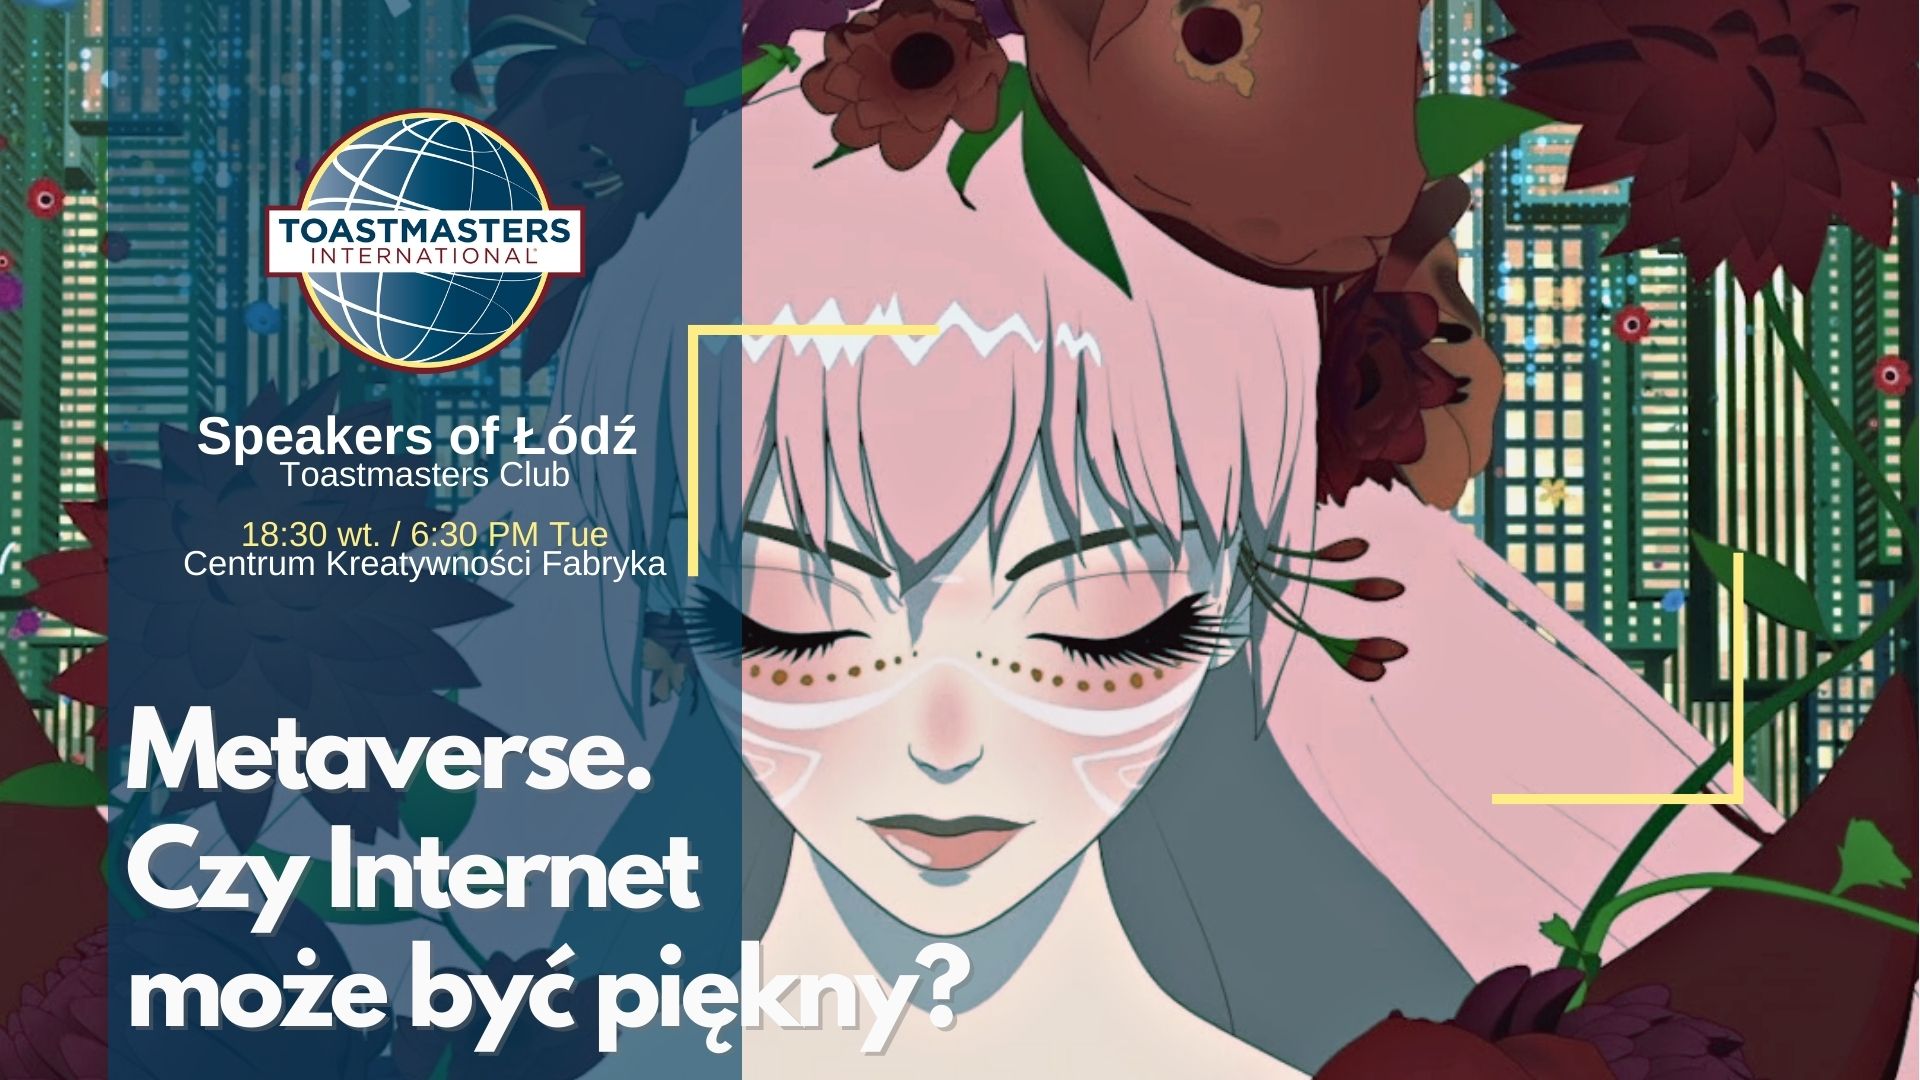 TOASTMASTERS
INTERNATIONAL
Speakers of Łódź
Toastmasters Club
18:30 wt. / 6:30 PM Tue
Centrum Kreatywności Fabryka
Metaverse.
Czy Internet
może być piękny?